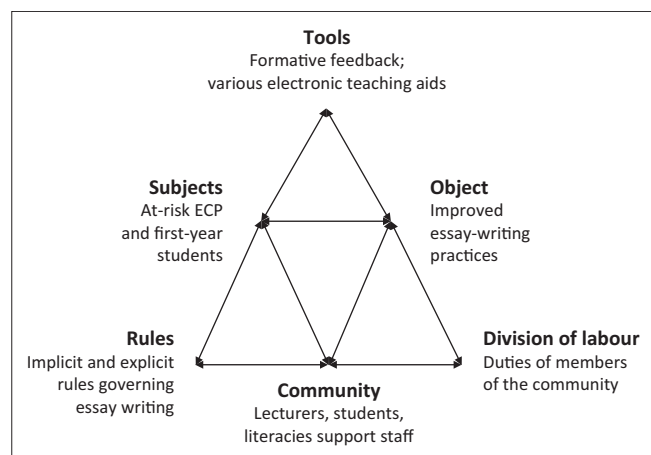 Tools
Formative feedback;
various electronic teaching aids
Subjects
At-risk ECP
and first-year
students
Object
Improved
essay-writing
practices
Rules
Implicit and explicit
rules governing
essay writing
Community
Lecturers, students,
literacies support staff
Division of labour
Duties of members
of the community